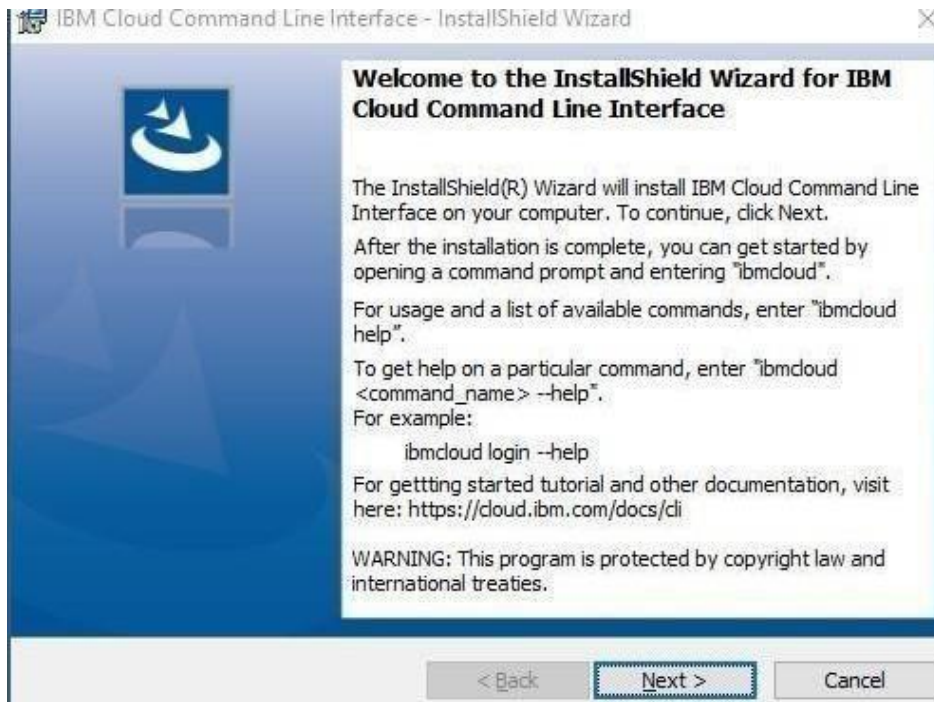 IBM Cloud Command Line Interface - InstallShield Wizard
Welcome to the InstallShield Wizard for IBM
Cloud Command Line Interface
The InstallShield(R) Wizard will install IBM Cloud Command Line
Interface on your computer. To continue, click Next.
After the installation is complete, you can get started by
opening a command prompt and entering "ibmcloud".
For usage and a list of available commands, enter "ibmcloud
help".
To get help on a particular command, enter "ibmcloud
<command_name> --help".
For example:
ibmcloud login --help
For gettting started tutorial and other documentation, visit
here: https://cloud.ibm.com/docs/cli
WARNING: This program is protected by copyright law and
international treaties.
< Back
Next >
Cancel